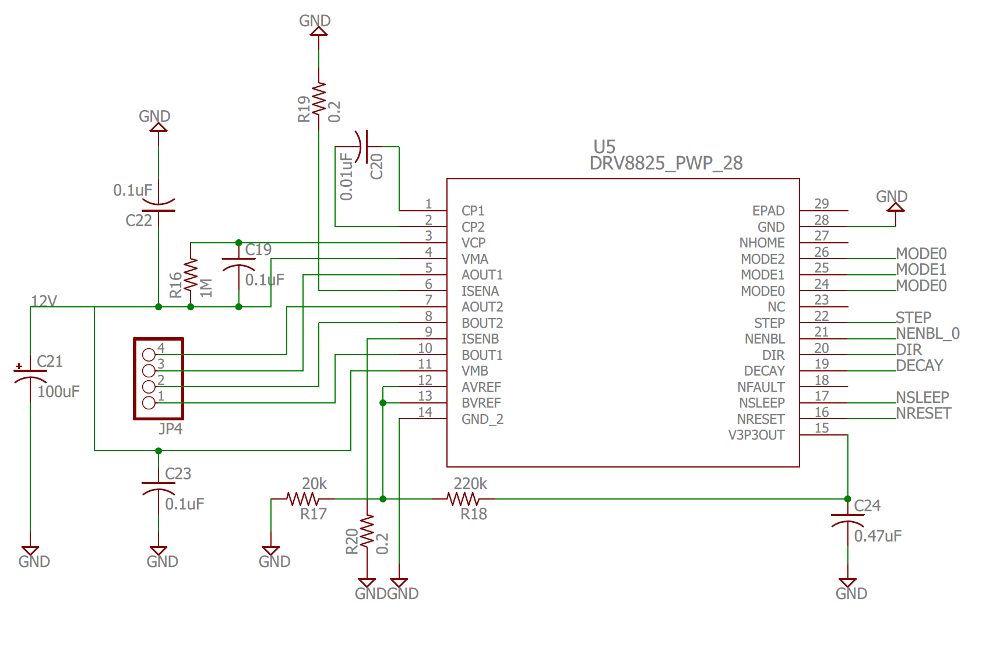 GND
R19
0.2
GND
0.1uF
C22
0.01uF
C20
U5
DRV8825_PWP_28
1
CP1
2
CP2
3
VCP
4
VMA
5
AOUT1
6
ISENA
7
AOUT2
8
BOUT2
9
ISENB
10
BOUT1
11
VMB
12
AVREF
13
BVREF
14
GND_2
EPAD
29
GND
28
NHOME
27
MODE2
26
MODE1
25
MODE0
24
NC
23
STEP
22
NENBL
21
DIR
20
DECAY
19
NFAULT
18
NSLEEP
17
NRESET
16
V3P3OUT
15
GND
MODE0
MODE1
MODE0
STEP
NENBL_0
DIR
DECAY
NSLEEP
NRESET
C19
0.1uF
R16
1M
12V
+
C21
100uF
4
3
2
1
JP4
C23
0.1uF
20k
R17
220k
R18
R20
0.2
C24
0.47uF
GND
GND
GND
GND
GND
GND